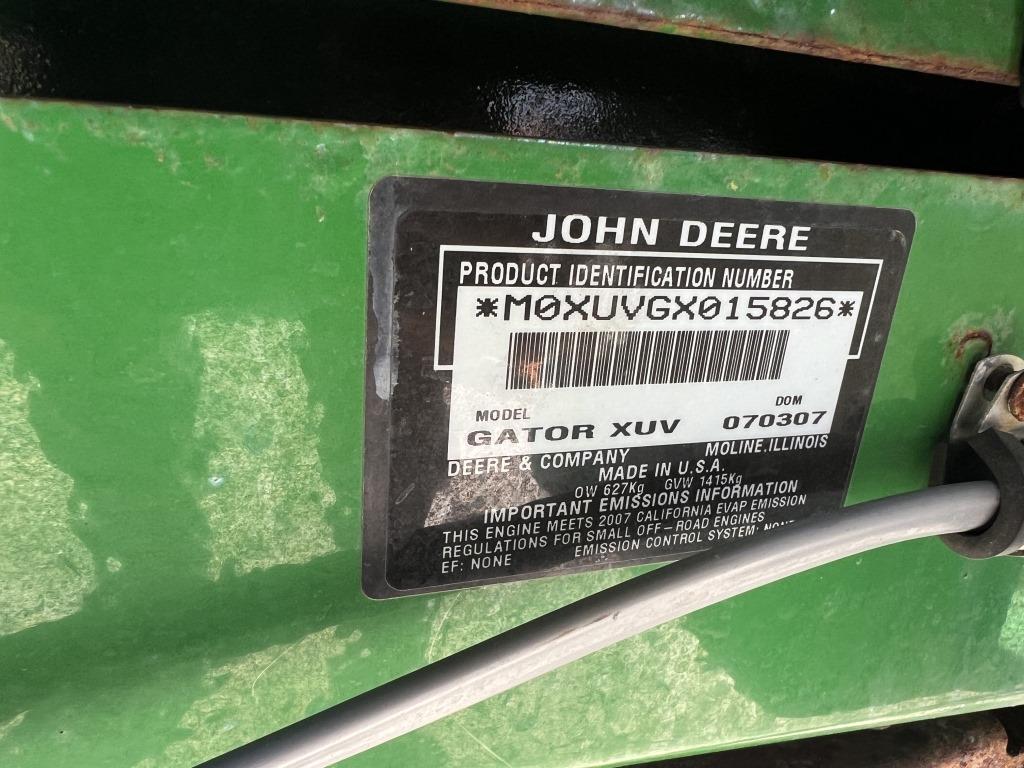 JOHN DEERE
PRODUCT IDENTIFICATION NUMBER
*M0XUVGX015826*
MODEL DOM
GATOR XUV 070307
DEERE & COMPANY MOLINE.ILLINOIS
MADE IN U.S.A.
OW 627Kg GVW 1415Kg
IMPORTANT EMISSIONS INFORMATION
THIS ENGINE MEETS 2007 CALIFORNIA EVAP EMISSION
REGULATIONS FOR SMALL OFF-ROAD ENGINES
EF: NONE EMISSION CONTROL SYSTEM: